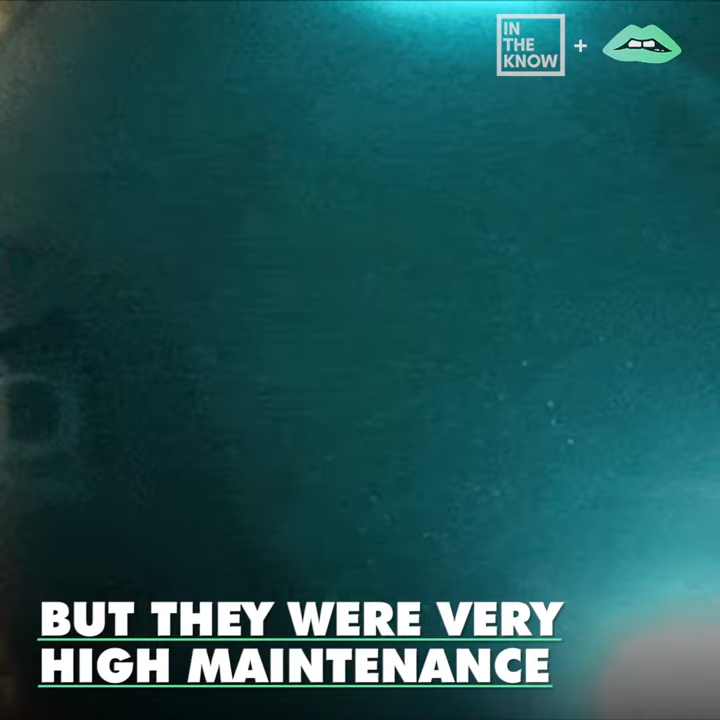 IN
THE
KNOW
+
BUT THEY WERE VERY
HIGH MAINTENANCE